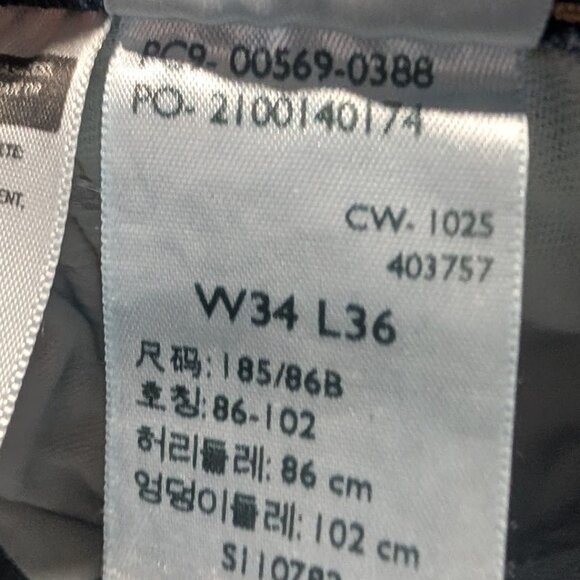 PC9- 00569-0388
PO- 2100140174
CW- 1025
403757
W34 L36
尺码: 185/86B
호칭: 86-102
허리둘레: 86 cm
엉덩이둘레: 102 cm